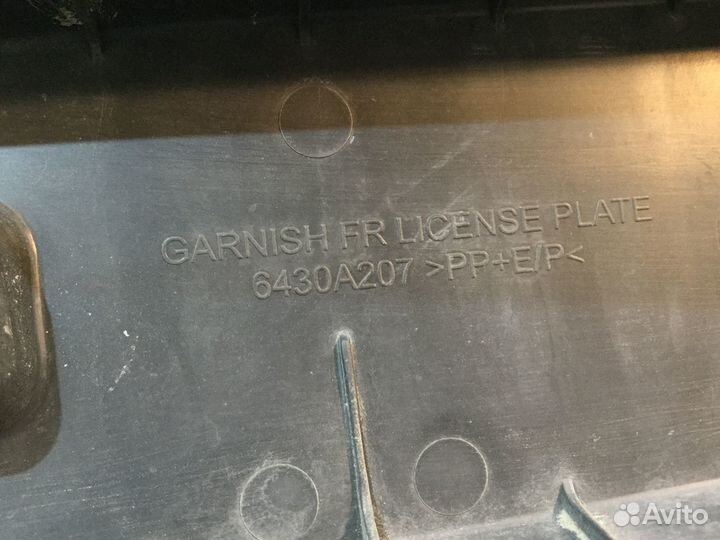 GARNISH FR LICENSE PLATE
6430A207 >PP+E/P<
Avito